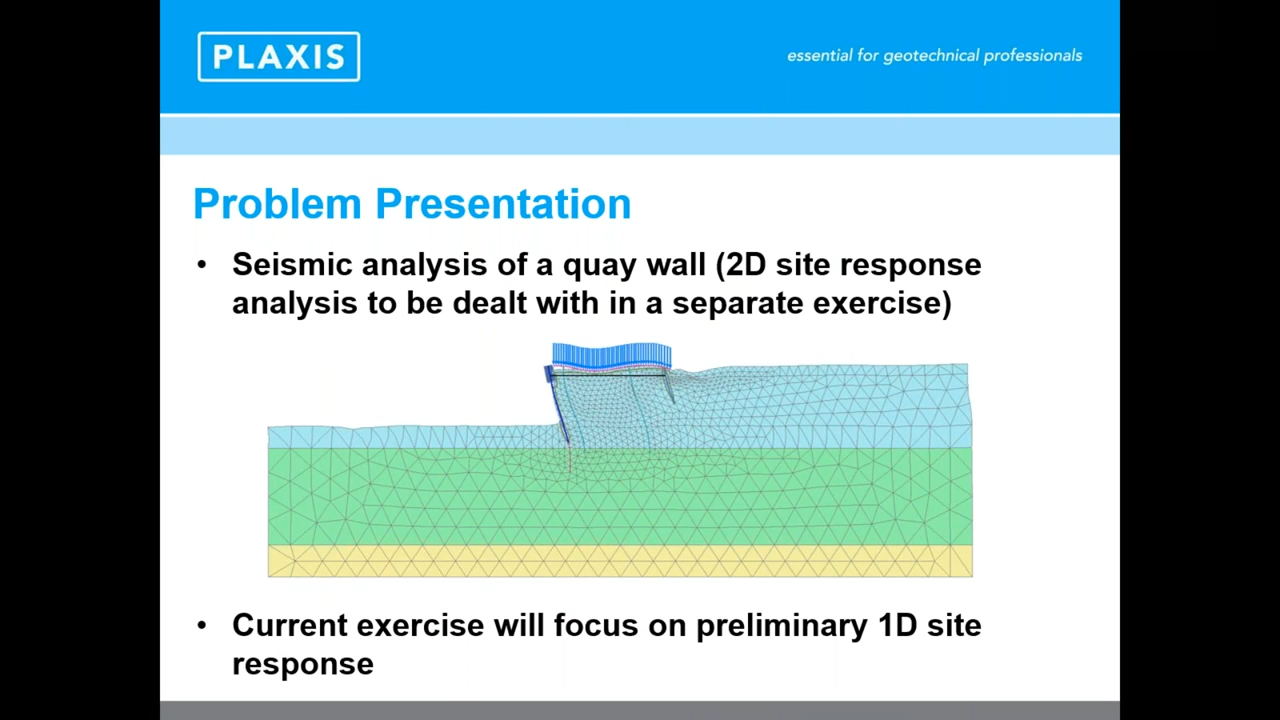 PLAXIS
essential for geotechnical professionals
Problem Presentation
• Seismic analysis of a quay wall (2D site response
analysis to be dealt with in a separate exercise)
• Current exercise will focus on preliminary 1D site
response